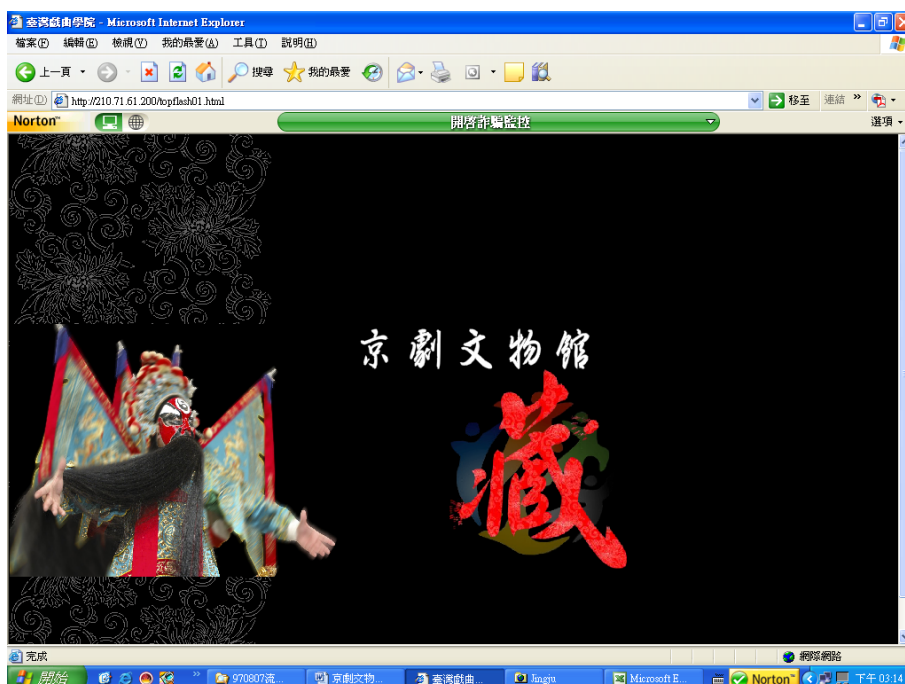 臺灣戲曲學院 - Microsoft Internet Explorer
檔案(F) 編輯(E) 檢視(V) 我的最愛(A) 工具(T) 說明(H)
上一頁 搜尋 我的最愛
網址(D) http://210.71.61.200/topflash01.html 移至 連結 »
Norton™ 開啓詐騙監控 選項
京劇文物館
藏
完成 網際網路
開始 » 970807流... 京劇文物... 臺灣戲曲... Jingju Microsoft E... Norton™ 下午 03:14